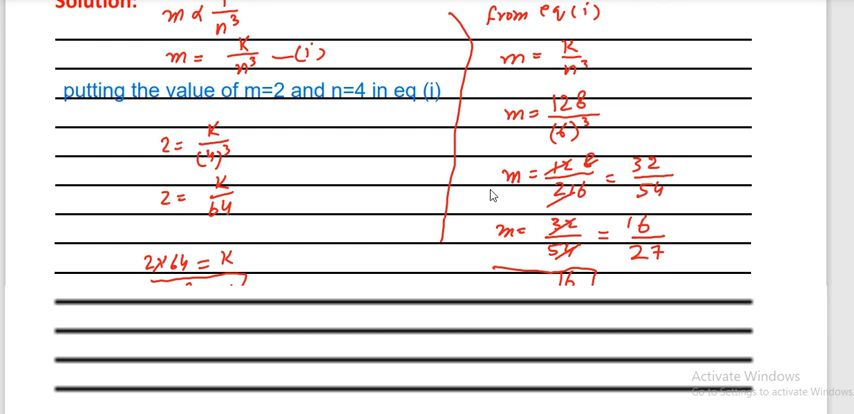 Solution:
m ∝ 1/n³
m = K/n³ —(i)
putting the value of m=2 and n=4 in eq (i)
2 = K/(4)³
2 = K/64
2×64 = K
from eq (i)
m = K/n³
m = 128/(6)³
m = 128/216 = 32/54
m = 32/54 = 16/27
16
Activate Windows
Go to Settings to activate Windows.